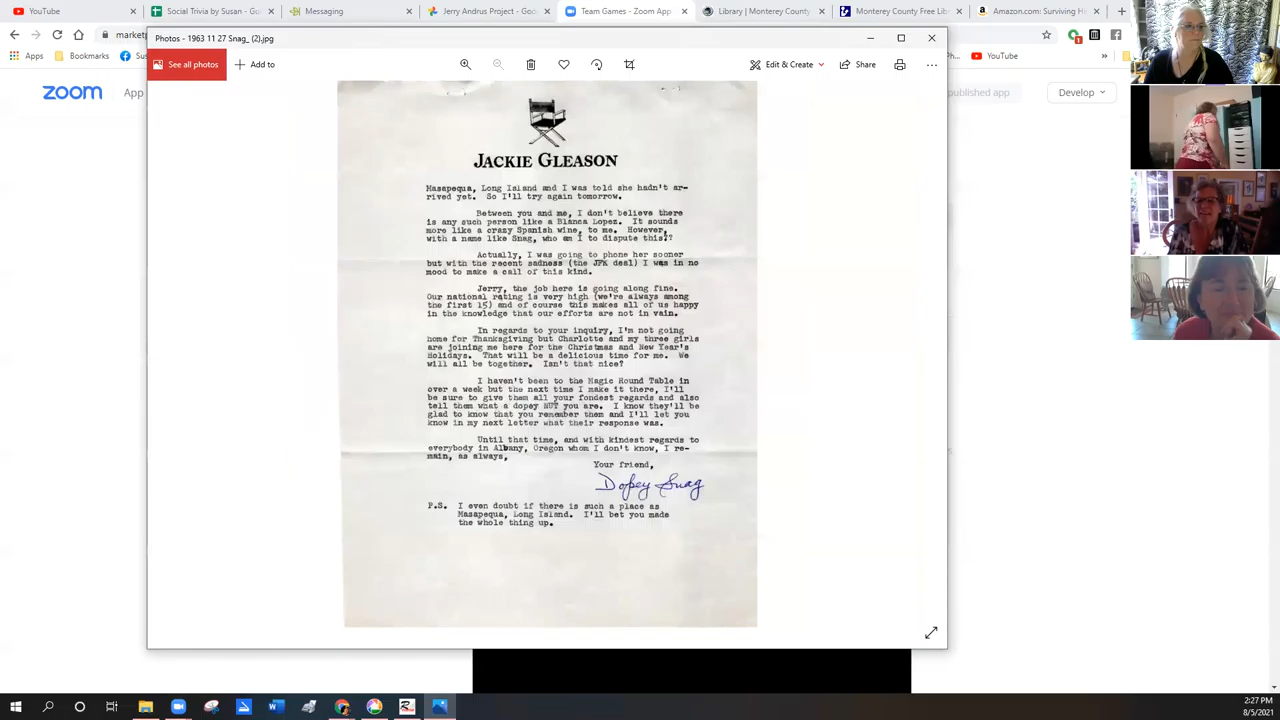 YouTube
Social Trivia by Susan - Go
Messaging
Jerry Andrus Project - Goo
Team Games - Zoom App
Library | Monterey County
Monterey County Free Lib
Amazon.com: Surviving Hi
marketp
Apps
Bookmarks
Sus
YouTube
Photos - 1963 11 27 Snag_ (2).jpg
See all photos
Add to
Edit & Create
Share
zoom
App
published app
Develop
JACKIE GLEASON
Masapequa, Long Island and I was told she hadn't ar-
rived yet. So I'll try again tomorrow.
Between you and me, I don't believe there
is any such person like a Blanca Lopez. It sounds
more like a crazy Spanish wine, to me. However,
with a name like Snag, who am I to dispute this!?
Actually, I was going to phone her sooner
but with the recent sadness (the JFK deal) I was in no
mood to make a call of this kind.
Jerry, the job here is going along fine.
Our national rating is very high (we're always among
the first 15) and of course this makes all of us happy
in the knowledge that our efforts are not in vain.
In regards to your inquiry, I'm not going
home for Thanksgiving but Charlotte and my three girls
are joining me here for the Christmas and New Year's
Holidays. That will be a delicious time for me. We
will all be together. Isn't that nice?
I haven't been to the Magic Round Table in
over a week but the next time I make it there, I'll
be sure to give them all your fondest regards and also
tell them what a dopey NUT you are. I know they'll be
glad to know that you remember them and I'll let you
know in my next letter what their response was.
Until that time, and with kindest regards to
everybody in Albany, Oregon whom I don't know, I re-
main, as always,
Your friend,
Dopey Snag
P.S. I even doubt if there is such a place as
Masapequa, Long Island. I'll bet you made
the whole thing up.
2:27 PM
8/5/2021